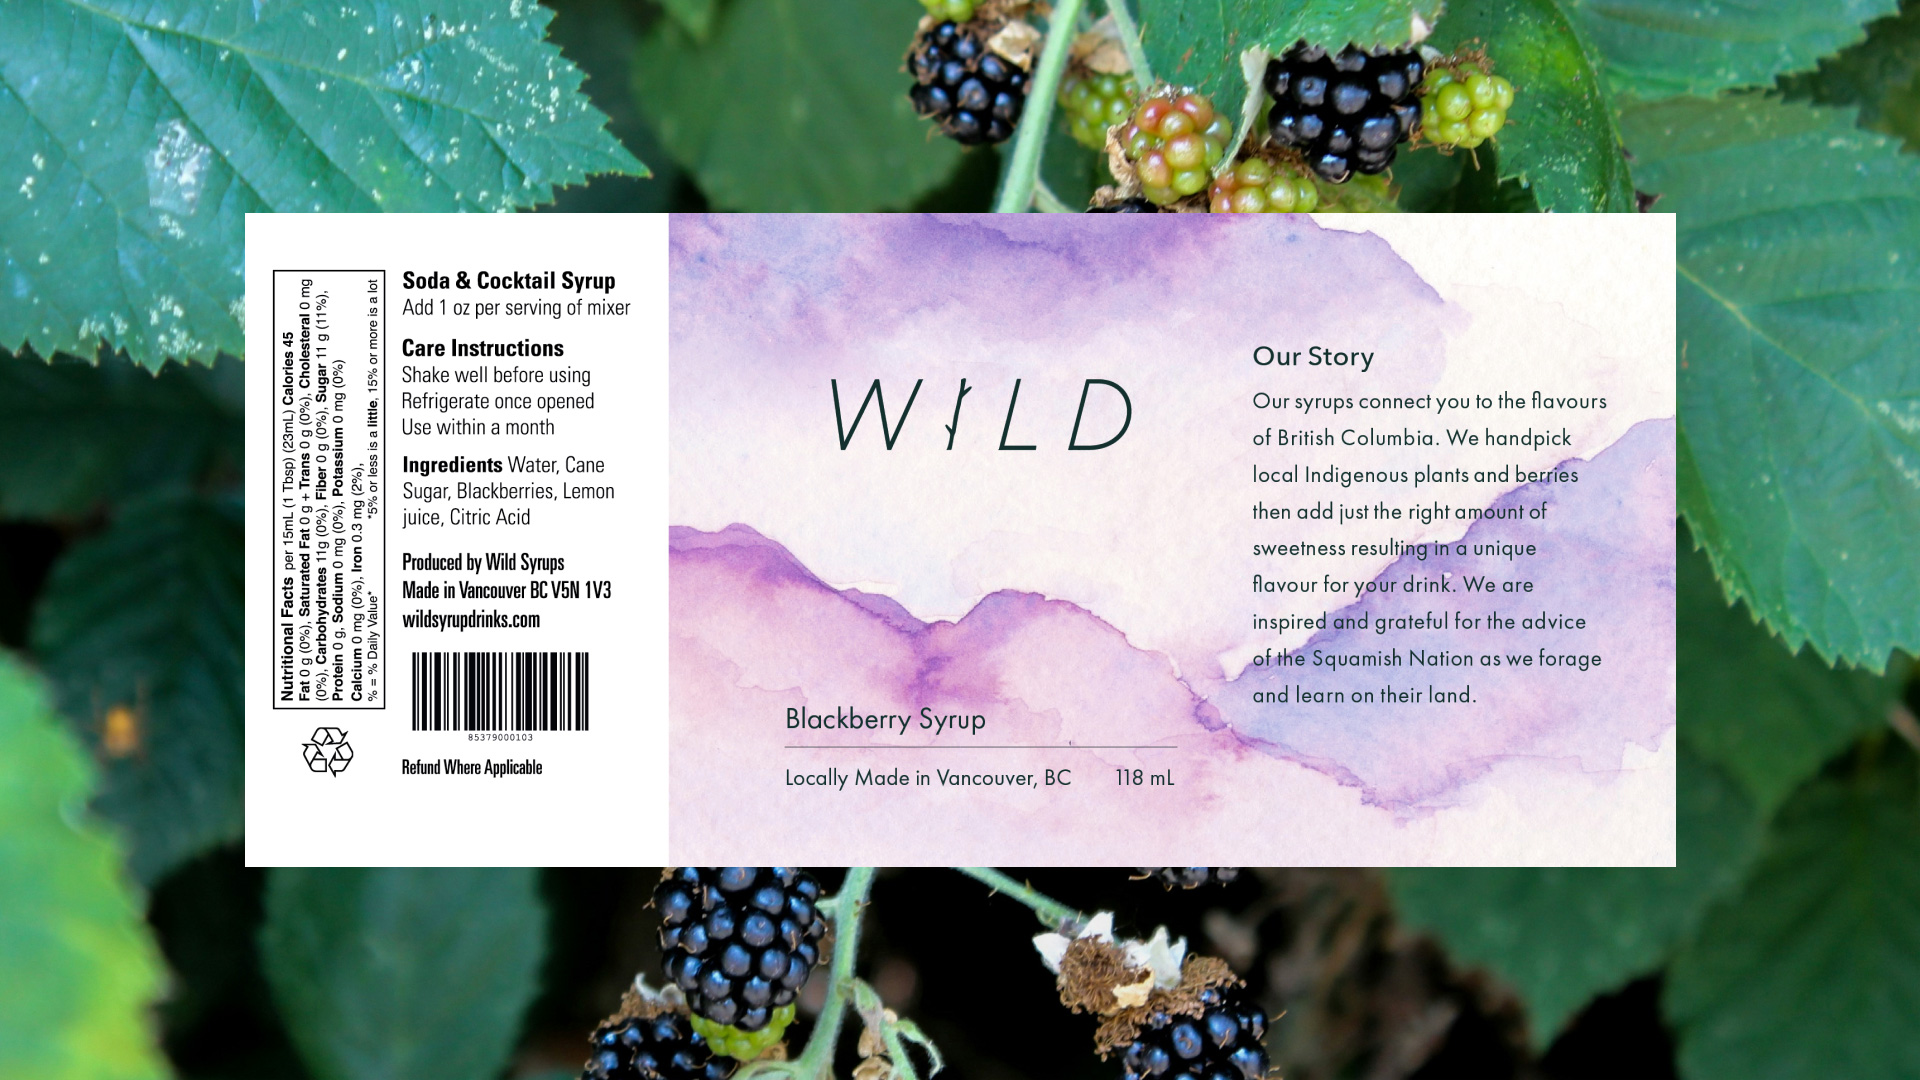 Nutritional Facts per 15mL (1 Tbsp) (23mL) Calories 45
Fat 0 g (0%), Saturated Fat 0 g + Trans 0 g (0%), Cholesteral 0 mg
(0%), Carbohydrates 11g (0%), Fiber 0 g (0%), Sugar 11 g (11%),
Protein 0 g, Sodium 0 mg (0%), Potassium 0 mg (0%)
Calcium 0 mg (0%), Iron 0.3 mg (2%),
% = % Daily Value* *5% or less is a little, 15% or more is a lot
Soda & Cocktail Syrup
Add 1 oz per serving of mixer
Care Instructions
Shake well before using
Refrigerate once opened
Use within a month
Ingredients Water, Cane
Sugar, Blackberries, Lemon
juice, Citric Acid
Produced by Wild Syrups
Made in Vancouver BC V5N 1V3
wildsyrupdrinks.com
85379000103
Refund Where Applicable
WILD
Blackberry Syrup
Locally Made in Vancouver, BC 118 mL
Our Story
Our syrups connect you to the flavours
of British Columbia. We handpick
local Indigenous plants and berries
then add just the right amount of
sweetness resulting in a unique
flavour for your drink. We are
inspired and grateful for the advice
of the Squamish Nation as we forage
and learn on their land.